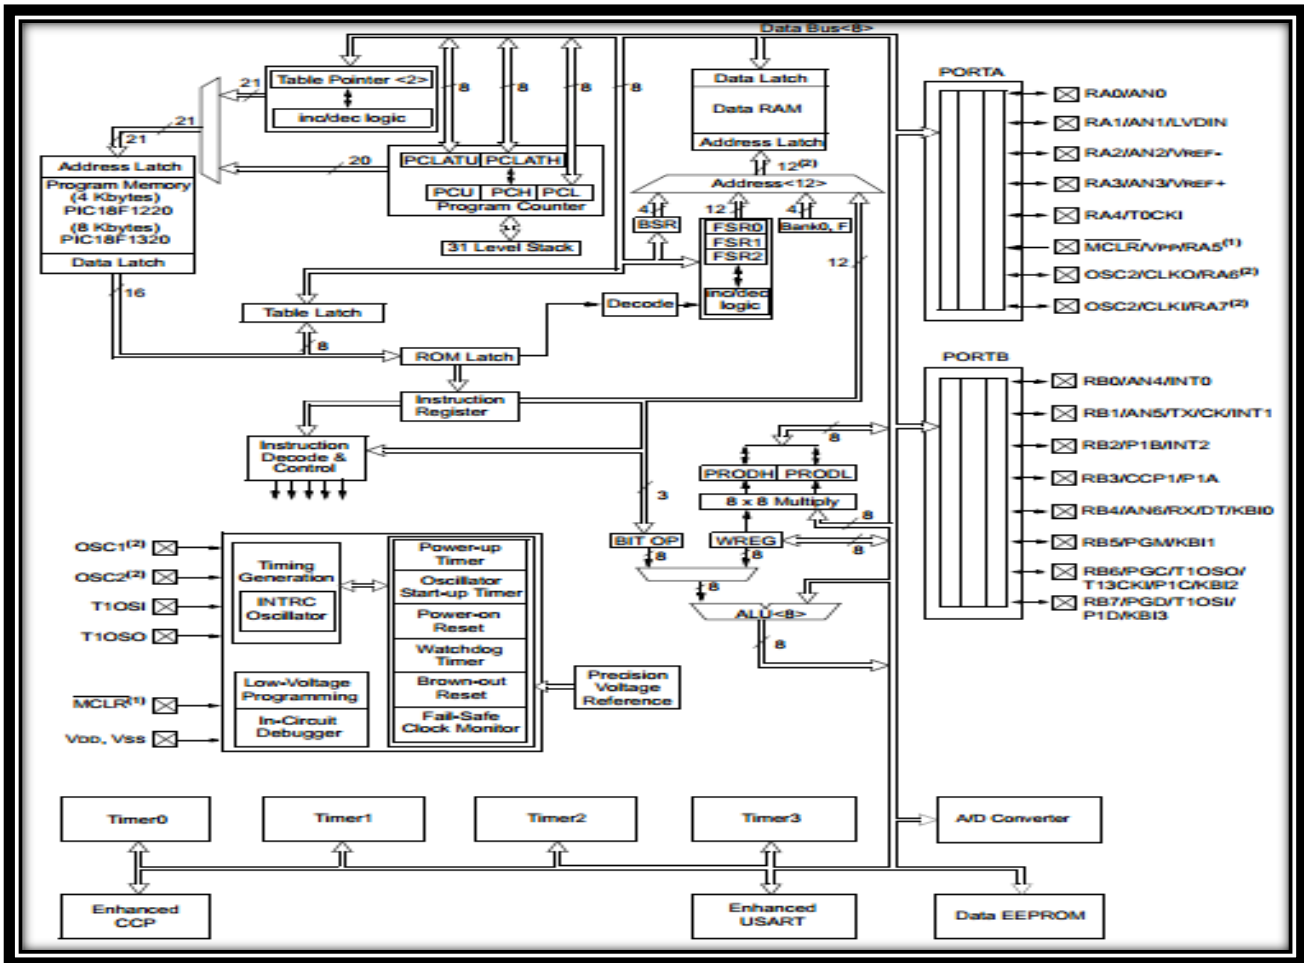 Data Bus<8>
Table Pointer <2>
inc/dec logic
21
21
21
20
8
8
8
8
PCLATU
PCLATH
PCU
PCH
PCL
Program Counter
31 Level Stack
Address Latch
Program Memory
(4 Kbytes)
PIC18F1220
(8 Kbytes)
PIC18F1320
Data Latch
16
Data Latch
Data RAM
Address Latch
12(2)
Address<12>
4
12
4
BSR
FSR0
FSR1
FSR2
Bank0, F
inc/dec
logic
12
Table Latch
8
Decode
ROM Latch
Instruction
Register
Instruction
Decode &
Control
3
8
PRODH
PRODL
8 x 8 Multiply
8
BIT OP
WREG
8
8
8
8
ALU<8>
8
OSC1(2)
OSC2(2)
T1OSI
T1OSO
MCLR(1)
VDD, VSS
Timing
Generation
INTRC
Oscillator
Low-Voltage
Programming
In-Circuit
Debugger
Power-up
Timer
Oscillator
Start-up Timer
Power-on
Reset
Watchdog
Timer
Brown-out
Reset
Fail-Safe
Clock Monitor
Precision
Voltage
Reference
PORTA
RA0/AN0
RA1/AN1/LVDIN
RA2/AN2/VREF-
RA3/AN3/VREF+
RA4/T0CKI
MCLR/VPP/RA5(1)
OSC2/CLKO/RA6(2)
OSC2/CLKI/RA7(2)
PORTB
RB0/AN4/INT0
RB1/AN5/TX/CK/INT1
RB2/P1B/INT2
RB3/CCP1/P1A
RB4/AN6/RX/DT/KBI0
RB5/PGM/KBI1
RB6/PGC/T1OSO/
T13CKI/P1C/KBI2
RB7/PGD/T1OSI/
P1D/KBI3
Timer0
Timer1
Timer2
Timer3
A/D Converter
Enhanced
CCP
Enhanced
USART
Data EEPROM